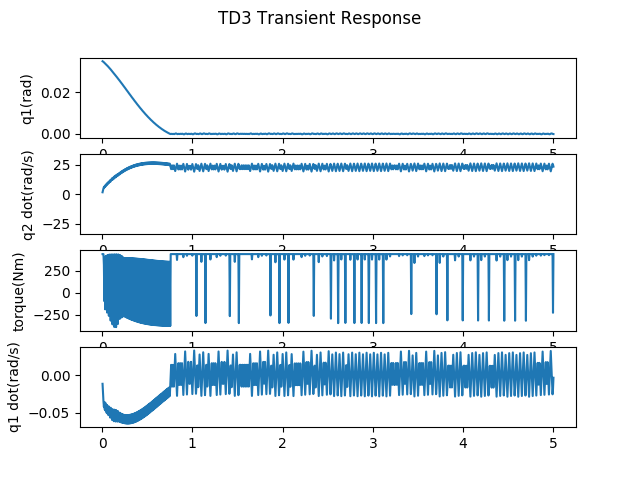 TD3 Transient Response
q1(rad)
0.02
0.00
0 1 2 3 4 5
q2 dot(rad/s)
25
0
−25
0 1 2 3 4 5
torque(Nm)
250
0
−250
0 1 2 3 4 5
q1 dot(rad/s)
0.00
−0.05
0 1 2 3 4 5